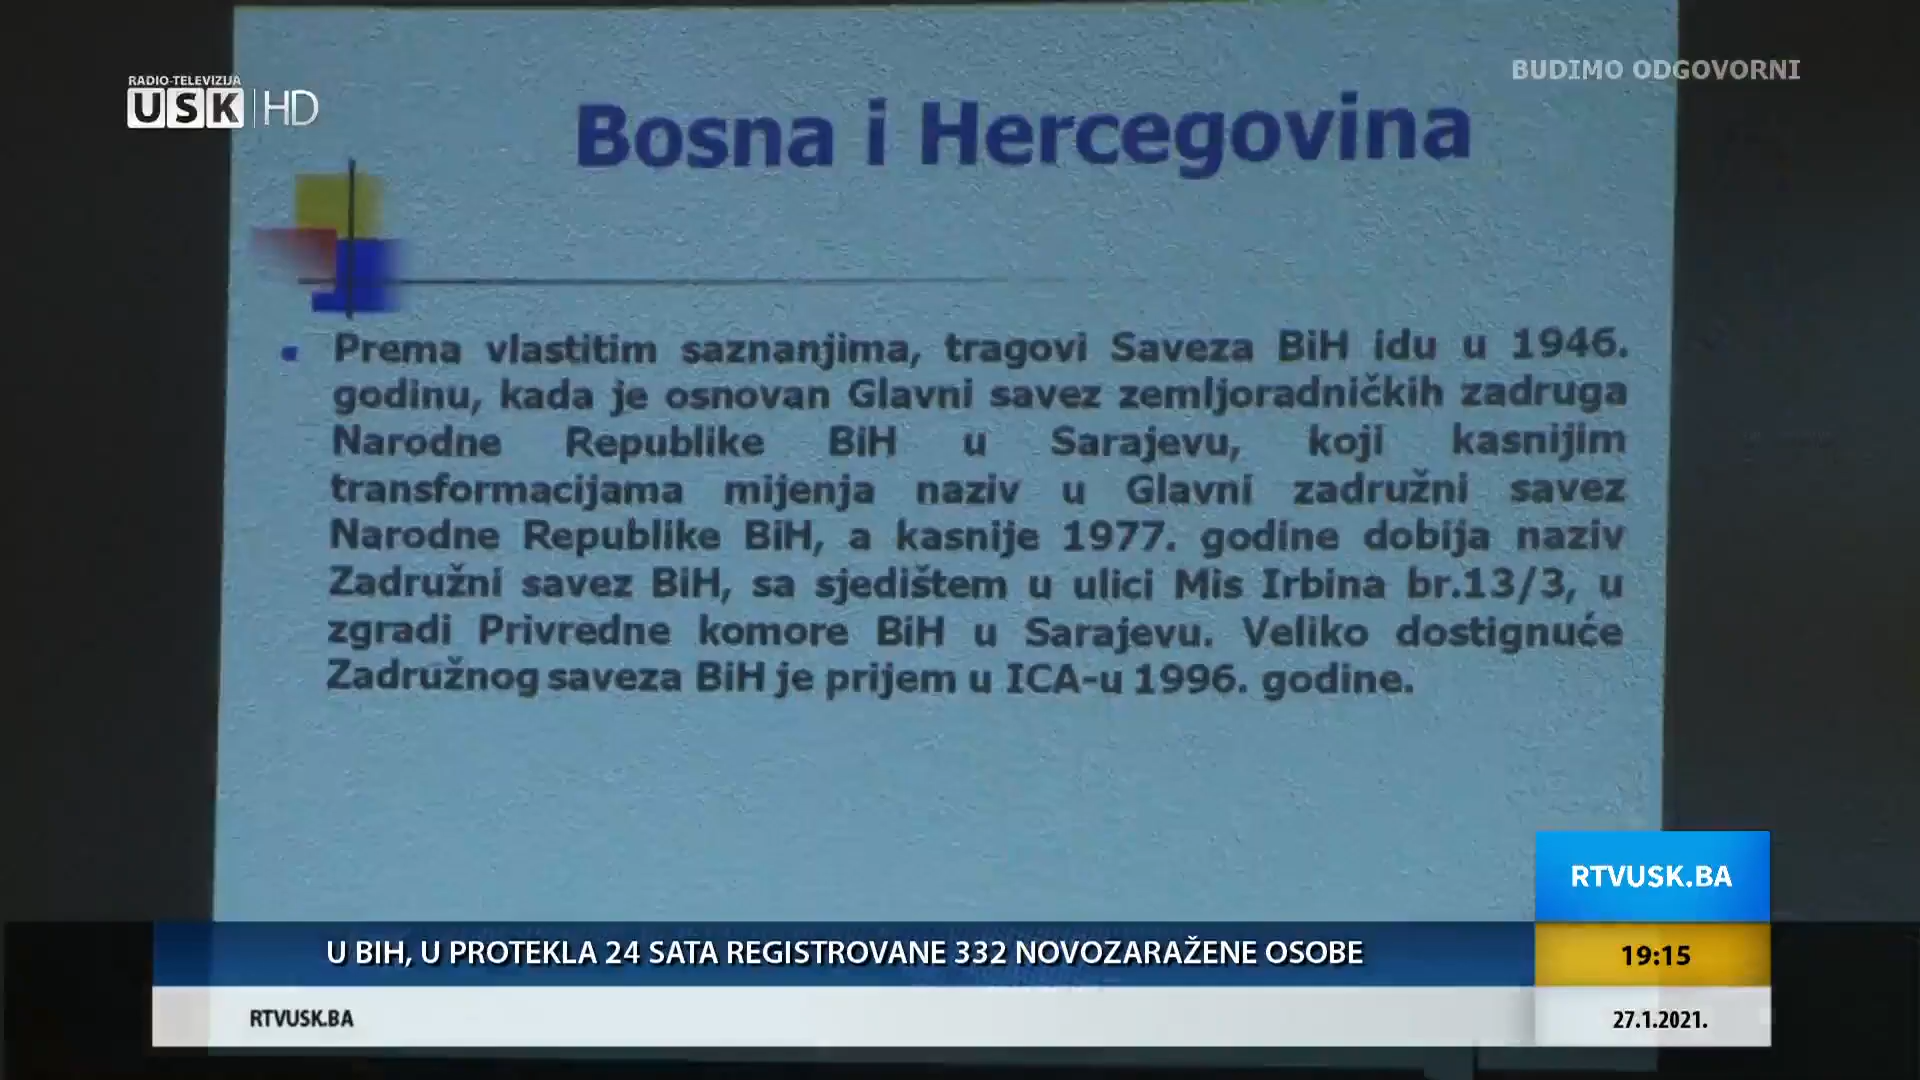 RADIO-TELEVIZIJA
USK HD
BUDIMO ODGOVORNI
Bosna i Hercegovina
Prema vlastitim saznanjima, tragovi Saveza BiH idu u 1946.
godinu, kada je osnovan Glavni savez zemljoradničkih zadruga
Narodne Republike BiH u Sarajevu, koji kasnijim
transformacijama mijenja naziv u Glavni zadružni savez
Narodne Republike BiH, a kasnije 1977. godine dobija naziv
Zadružni savez BiH, sa sjedištem u ulici Mis Irbina br.13/3, u
zgradi Privredne komore BiH u Sarajevu. Veliko dostignuće
Zadružnog saveza BiH je prijem u ICA-u 1996. godine.
RTVUSK.BA
U BIH, U PROTEKLA 24 SATA REGISTROVANE 332 NOVOZARAŽENE OSOBE
19:15
RTVUSK.BA
27.1.2021.